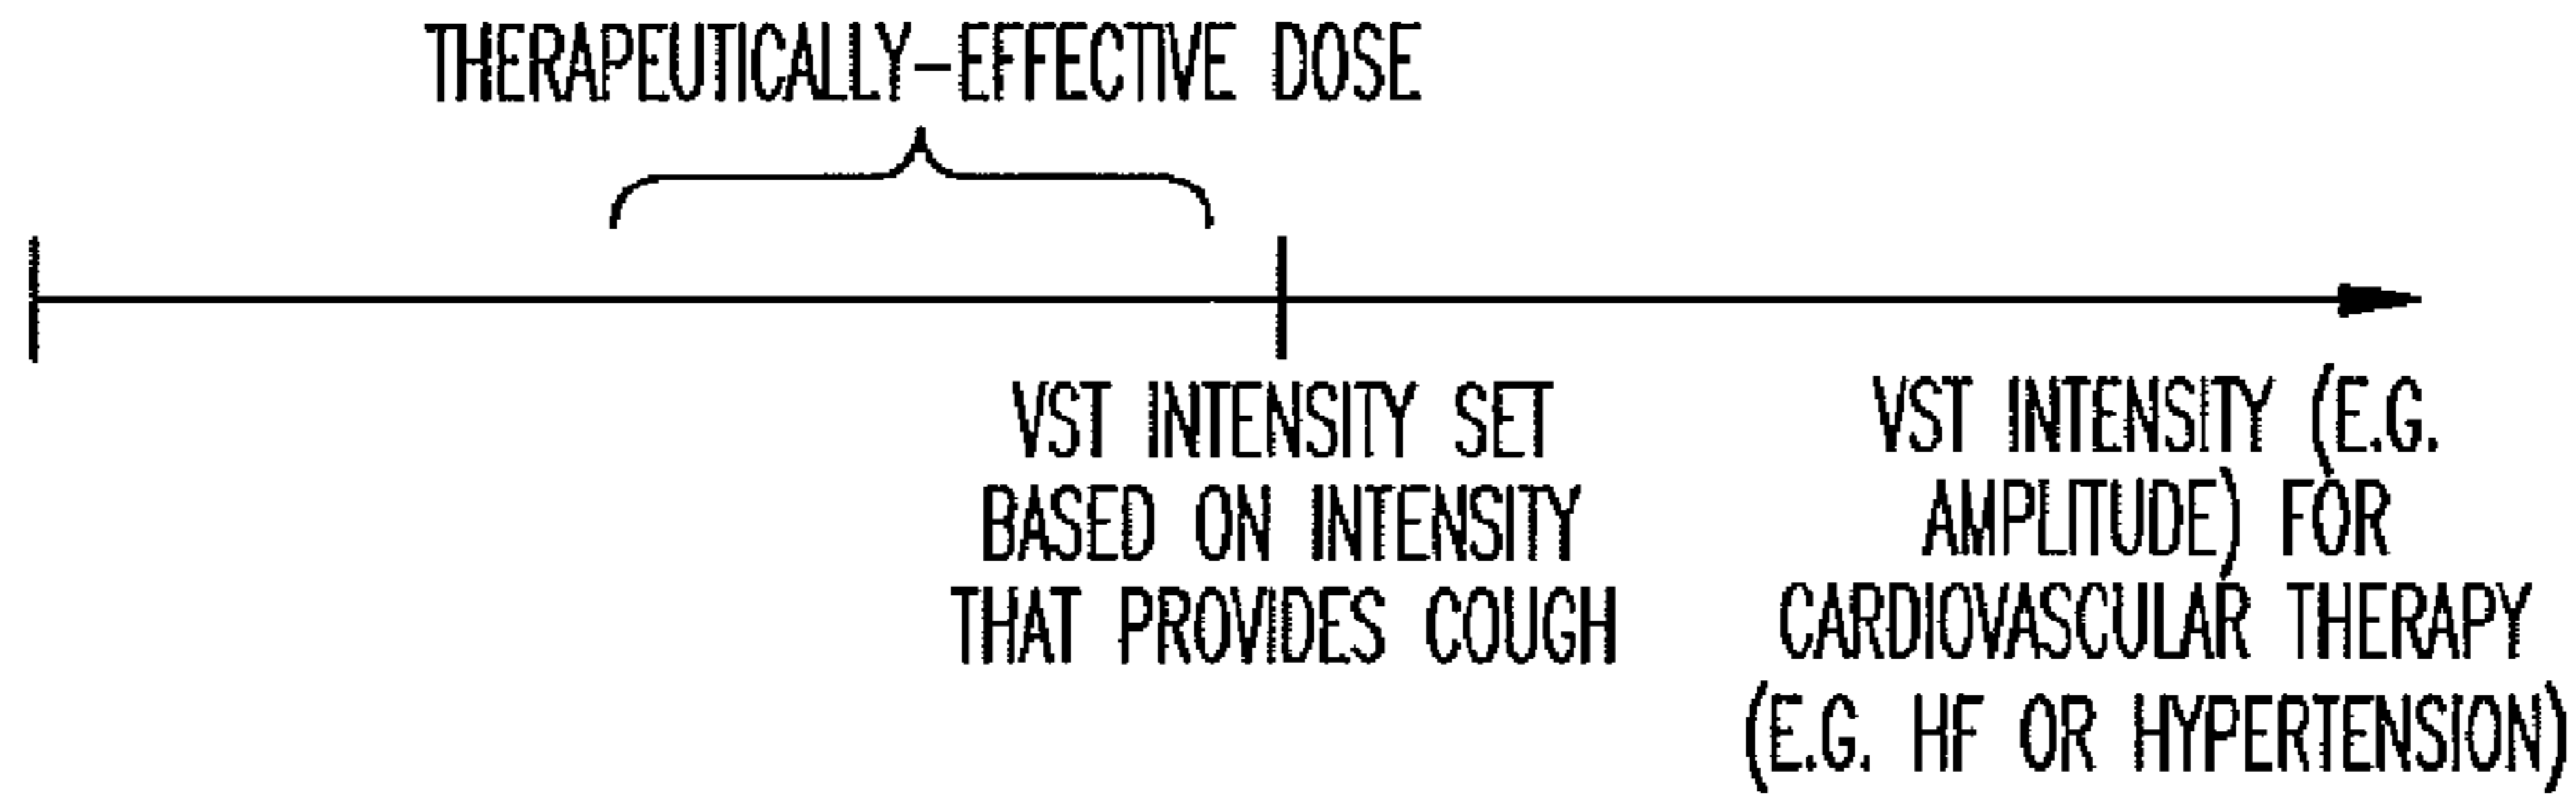 THERAPEUTICALLY-EFFECTIVE DOSE
VST INTENSITY SET
BASED ON INTENSITY
THAT PROVIDES COUGH
VST INTENSITY (E.G.
AMPLITUDE) FOR
CARDIOVASCULAR THERAPY
(E.G. HF OR HYPERTENSION)